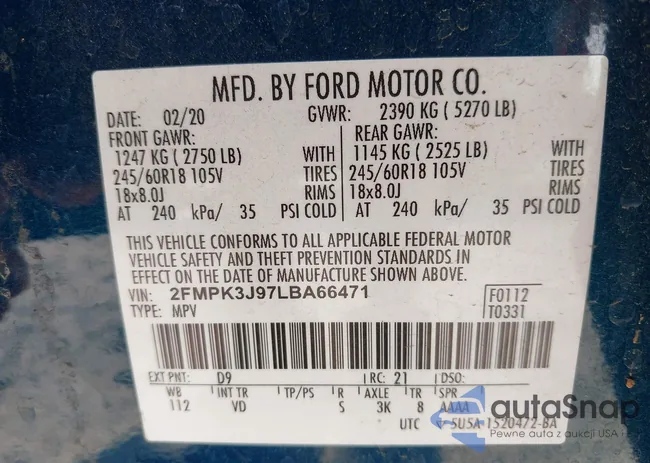 MFD. BY FORD MOTOR CO.
DATE: 02/20 GVWR: 2390 KG ( 5270 LB)
FRONT GAWR: REAR GAWR:
1247 KG ( 2750 LB) WITH 1145 KG ( 2525 LB) WITH
245/60R18 105V TIRES 245/60R18 105V TIRES
18x8.0J RIMS 18x8.0J RIMS
AT 240 kPa/ 35 PSI COLD AT 240 kPa/ 35 PSI COLD
THIS VEHICLE CONFORMS TO ALL APPLICABLE FEDERAL MOTOR
VEHICLE SAFETY AND THEFT PREVENTION STANDARDS IN
EFFECT ON THE DATE OF MANUFACTURE SHOWN ABOVE.
VIN: 2FMPK3J97LBA66471 F0112
TYPE: MPV T0331
EXT PNT: D9 RC: 21 DSO:
WB INT TR TP/PS R AXLE TR SPR
112 VD S 3K 8 AAAA
UTC 5U5A-1520472-BA
autaSnap
Pewne auta z aukcji USA